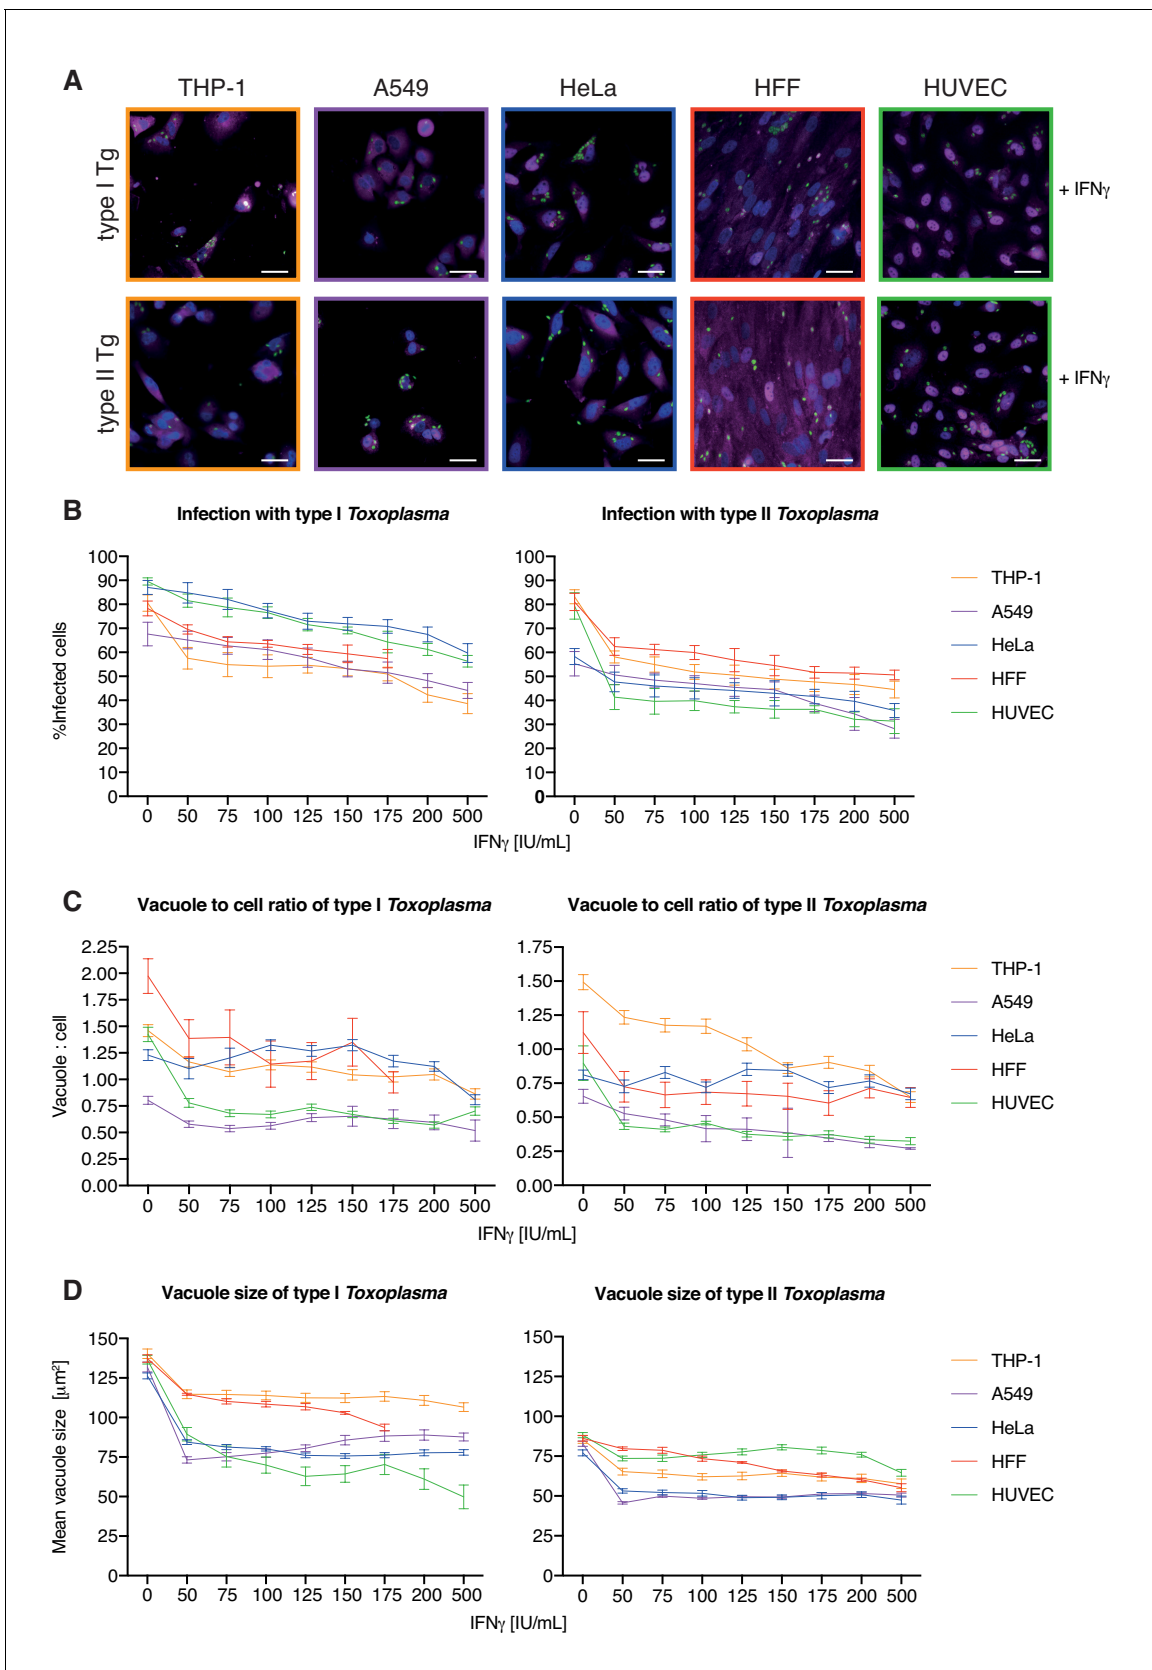 A
THP-1 A549 HeLa HFF HUVEC
type I Tg
+ IFNγ
type II Tg
+ IFNγ
B
Infection with type I Toxoplasma
Infection with type II Toxoplasma
%Infected cells
100
90
80
70
60
50
40
30
20
10
0
0 50 75 100 125 150 175 200 500
100
90
80
70
60
50
40
30
20
10
0
0 50 75 100 125 150 175 200 500
IFNγ [IU/mL]
THP-1
A549
HeLa
HFF
HUVEC
C
Vacuole to cell ratio of type I Toxoplasma
Vacuole to cell ratio of type II Toxoplasma
Vacuole : cell
2.25
2.00
1.75
1.50
1.25
1.00
0.75
0.50
0.25
0.00
0 50 75 100 125 150 175 200 500
1.75
1.50
1.25
1.00
0.75
0.50
0.25
0.00
0 50 75 100 125 150 175 200 500
IFNγ [IU/mL]
THP-1
A549
HeLa
HFF
HUVEC
D
Vacuole size of type I Toxoplasma
Vacuole size of type II Toxoplasma
Mean vacuole size [µm²]
150
125
100
75
50
25
0
0 50 75 100 125 150 175 200 500
150
125
100
75
50
25
0
0 50 75 100 125 150 175 200 500
IFNγ [IU/mL]
THP-1
A549
HeLa
HFF
HUVEC